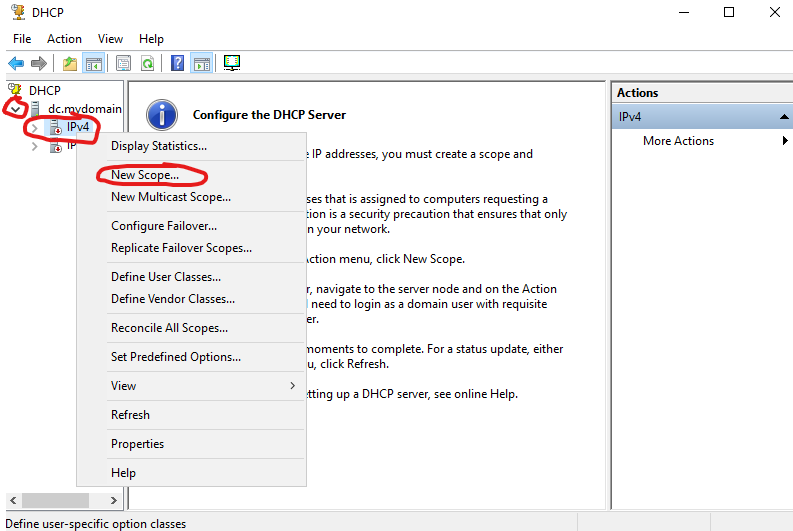 DHCP
File Action View Help
DHCP
dc.mydomain
IPv4
IP
Display Statistics...
New Scope...
New Multicast Scope...
Configure Failover...
Replicate Failover Scopes...
Define User Classes...
Define Vendor Classes...
Reconcile All Scopes...
Set Predefined Options...
View
Refresh
Properties
Help
Configure the DHCP Server
e IP addresses, you must create a scope and
ses that is assigned to computers requesting a
tion is a security precaution that ensures that only
n your network.
Action menu, click New Scope.
r, navigate to the server node and on the Action
l need to login as a domain user with requisite
er.
moments to complete. For a status update, either
u, click Refresh.
etting up a DHCP server, see online Help.
Actions
IPv4
More Actions
Define user-specific option classes